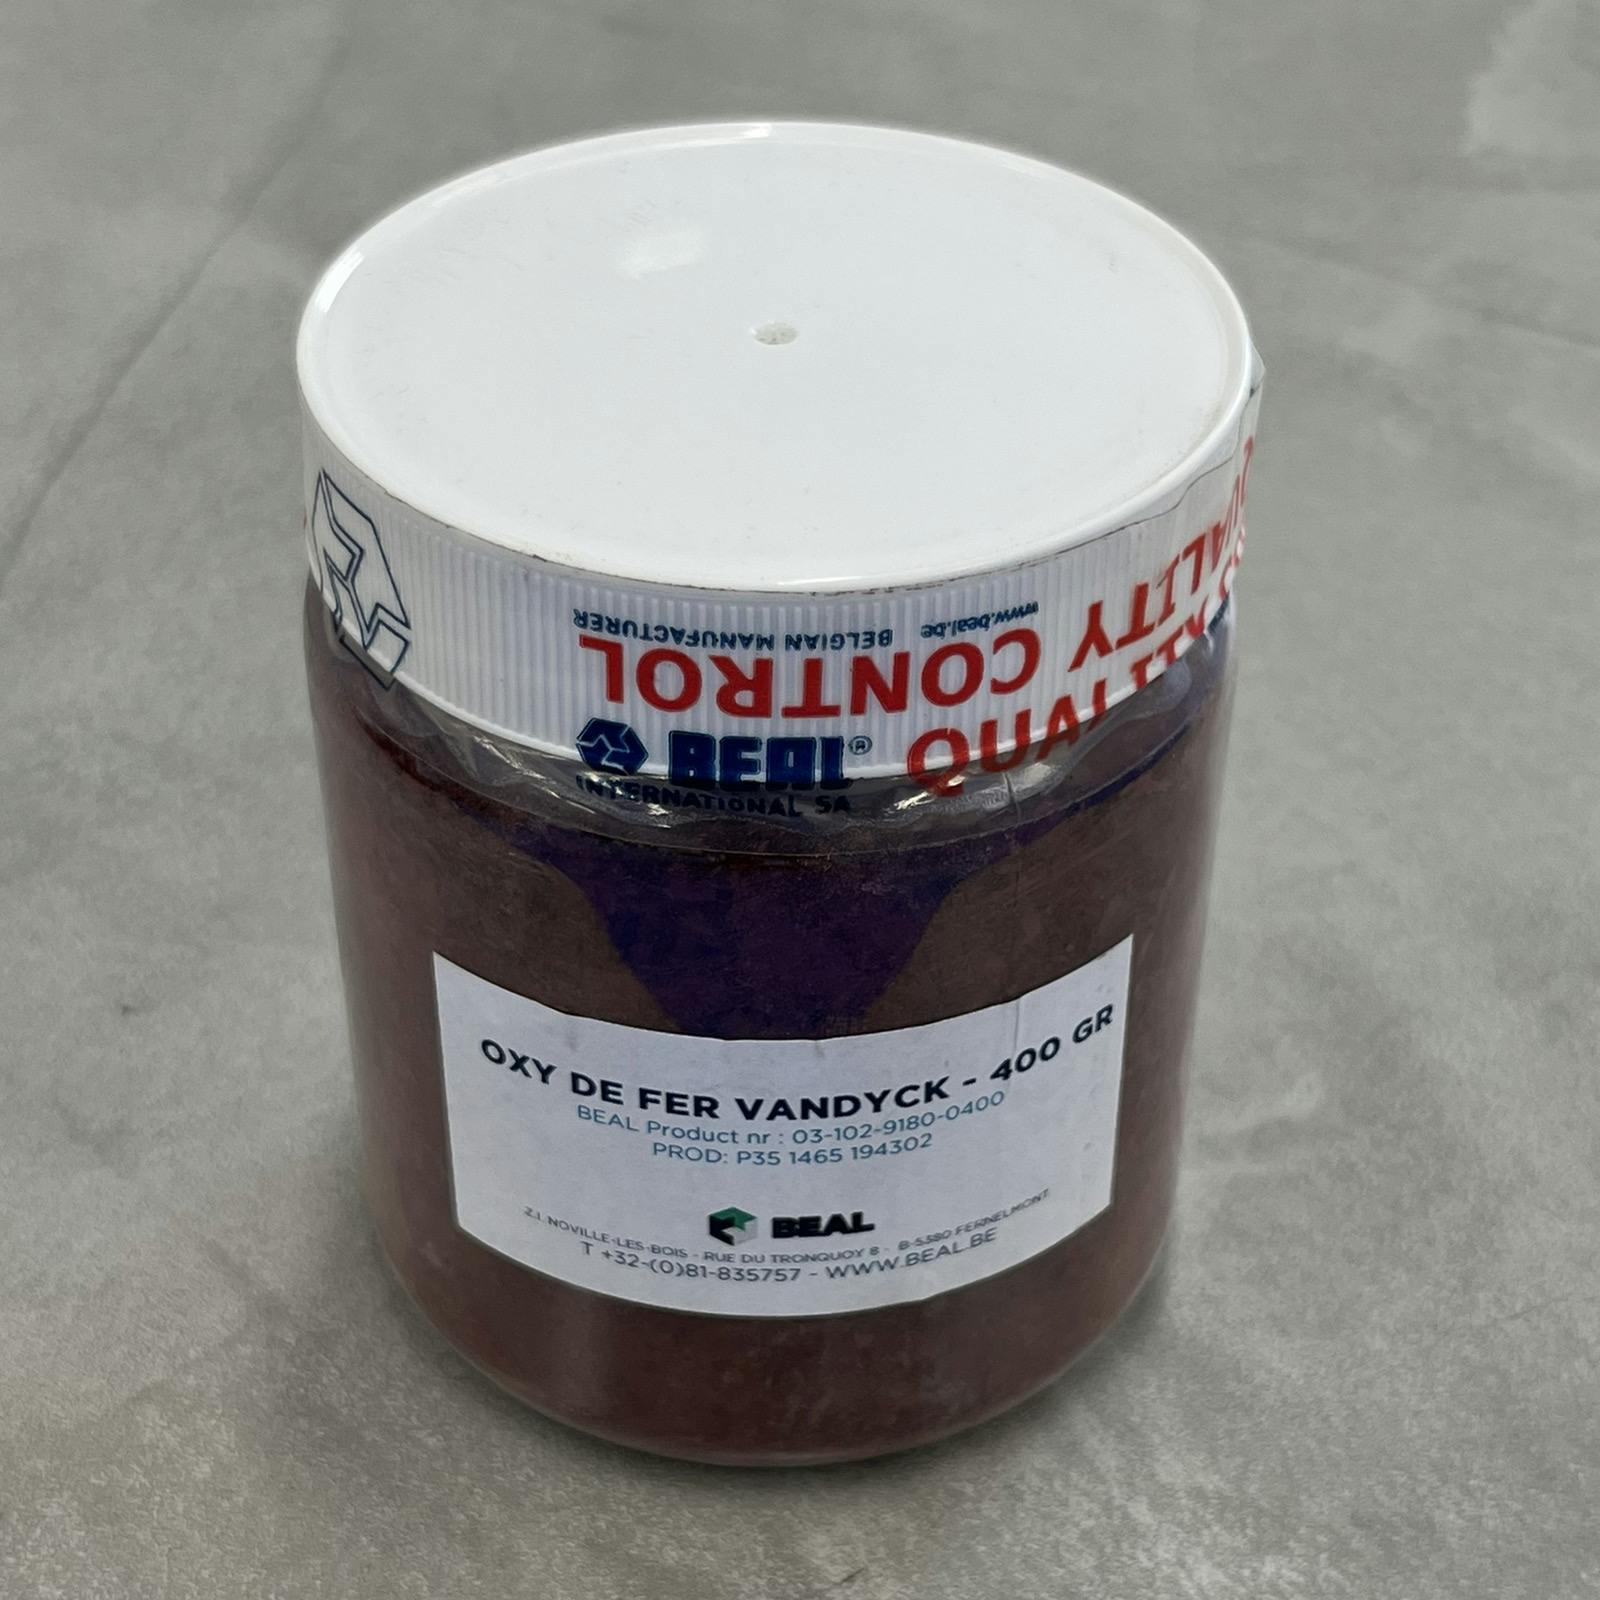 BELGIAN MANUFACTURER www.beal.be
QUALITY CONTROL
BEAL®
INTERNATIONAL SA
OXY DE FER VANDYCK - 400 GR
BEAL Product nr : 03-102-9180-0400
PROD: P35 1465 194302
BEAL
Z.I. NOVILLE-LES-BOIS - RUE DU TRONQUOY 8 - B-5380 FERNELMONT
T +32-(0)81-835757 - WWW.BEAL.BE